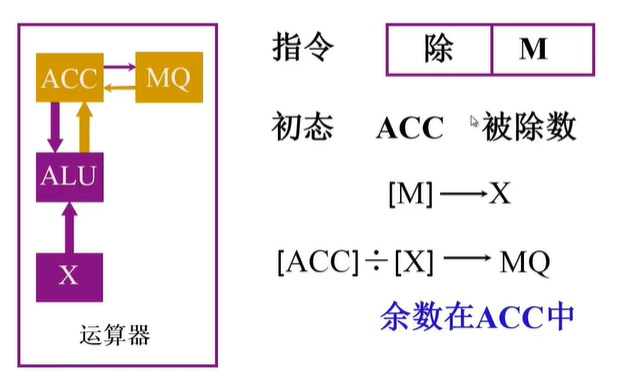 ACC MQ
ALU
X
运算器
指令 除 M
初态 ACC 被除数
[M]→X
[ACC]÷[X]→MQ
余数在ACC中